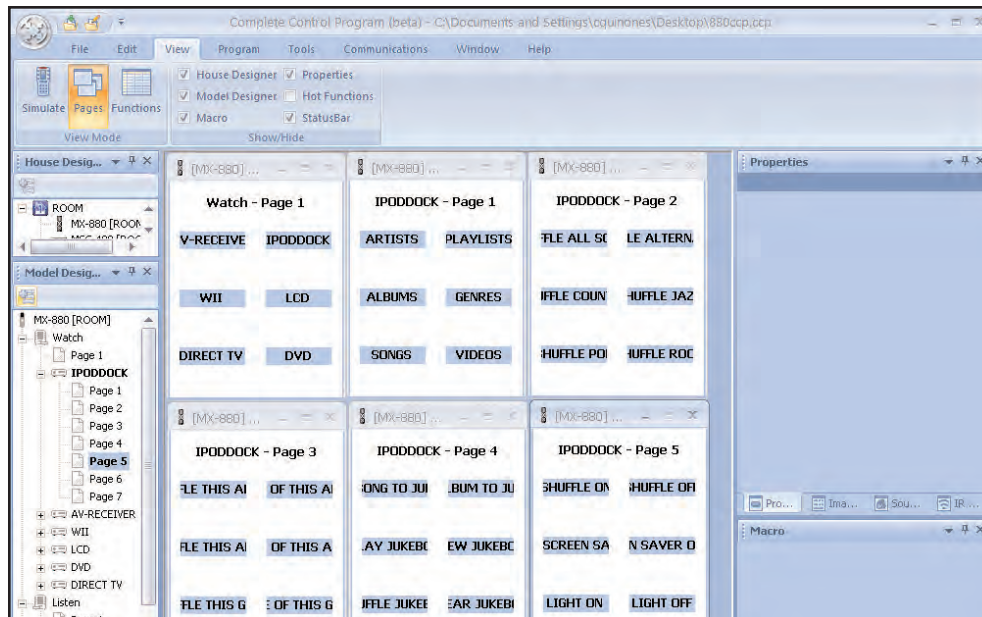 Complete Control Program (beta) - C:\Documents and Settings\cquinones\Desktop\880ccp.ccp
File Edit View Program Tools Communications Window Help
Simulate Pages Functions
View Mode
House Designer Properties
Model Designer Hot Functions
Macro StatusBar
Show/Hide
House Desig...
ROOM
MX-880 [ROOM
Model Desig...
MX-880 [ROOM]
Watch
Page 1
IPODDOCK
Page 1
Page 2
Page 3
Page 4
Page 5
Page 6
Page 7
AV-RECEIVER
WII
LCD
DVD
DIRECT TV
Listen
[MX-880] ...
Watch - Page 1
V-RECEIVE IPODDOCK
WII LCD
DIRECT TV DVD
[MX-880] ...
IPODDOCK - Page 1
ARTISTS PLAYLISTS
ALBUMS GENRES
SONGS VIDEOS
[MX-880] ...
IPODDOCK - Page 2
FLE ALL SO LE ALTERN.
IFFLE COUN HUFFLE JAZ
HUFFLE POI IUFFLE ROC
[MX-880] ...
IPODDOCK - Page 3
FLE THIS AI OF THIS AI
FLE THIS AI OF THIS A
FLE THIS G E OF THIS G
[MX-880] ...
IPODDOCK - Page 4
ONG TO JUI BUM TO JU
AY JUKEBC EW JUKEBC
IFFLE JUKEE EAR JUKEB
[MX-880] ...
IPODDOCK - Page 5
SHUFFLE ON SHUFFLE OFI
SCREEN SA N SAVER O
LIGHT ON LIGHT OFF
Properties
Pro... Ima... Sou... IR ...
Macro